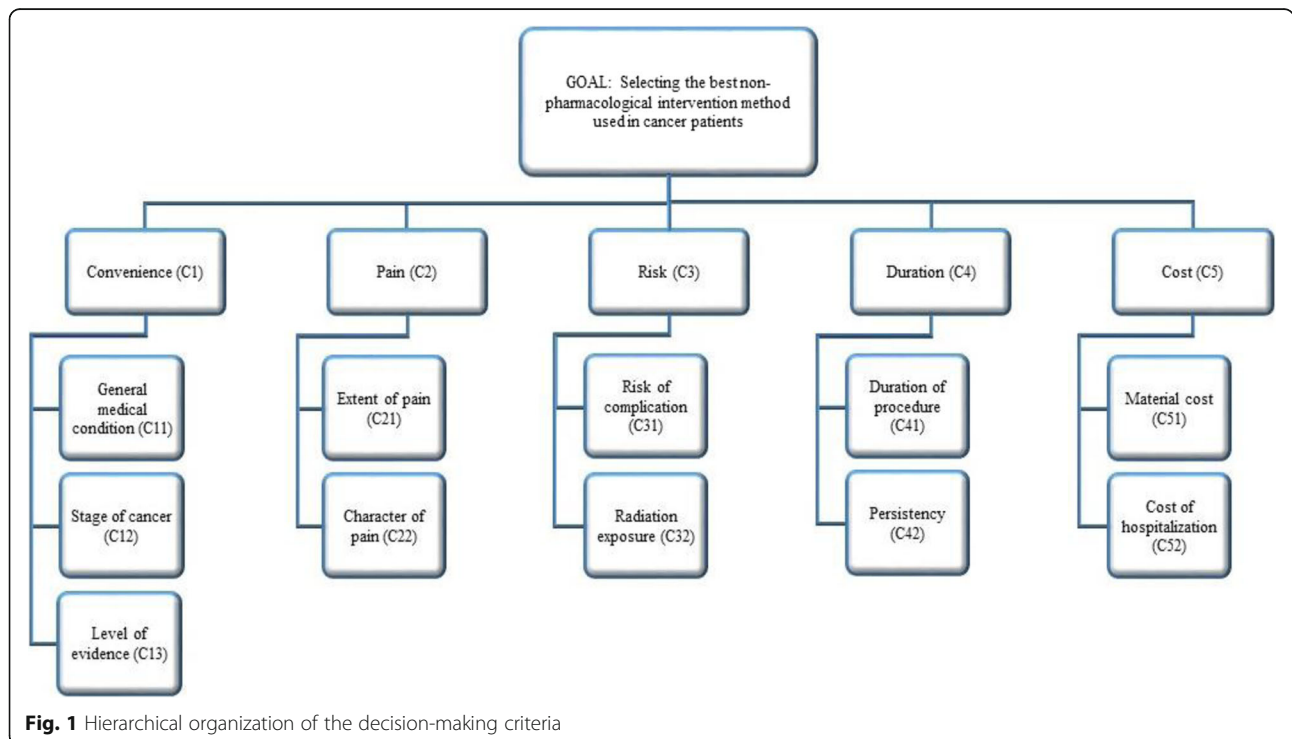 GOAL: Selecting the best non-
pharmacological intervention method
used in cancer patients
Convenience (C1)
Pain (C2)
Risk (C3)
Duration (C4)
Cost (C5)
General
medical
condition (C11)
Extent of pain
(C21)
Risk of
complication
(C31)
Duration of
procedure
(C41)
Material cost
(C51)
Stage of cancer
(C12)
Character of
pain (C22)
Radiation
exposure (C32)
Persistency
(C42)
Cost of
hospitalization
(C52)
Level of
evidence (C13)
Fig. 1 Hierarchical organization of the decision-making criteria